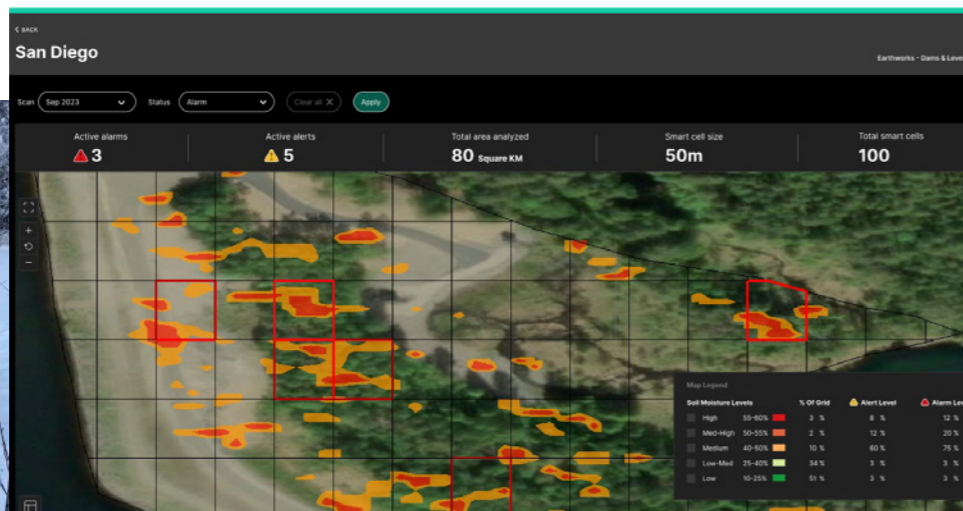 BACK
San Diego
Earthworks - Dams & Leve
Scan Sep 2023 Status Alarm Clear all X Apply
Active alarms Active alerts Total area analyzed Smart cell size Total smart cells
3 5 80 Square KM 50m 100
+
−
Map Legend
Soil Moisture Levels % Of Grid Alert Level Alarm Lev
High 55-60% 3 % 8 % 12 %
Med-High 50-55% 2 % 12 % 20 %
Medium 40-50% 10 % 60 % 75 %
Low-Med 25-40% 34 % 3 % 3 %
Low 10-25% 51 % 3 % 3 %